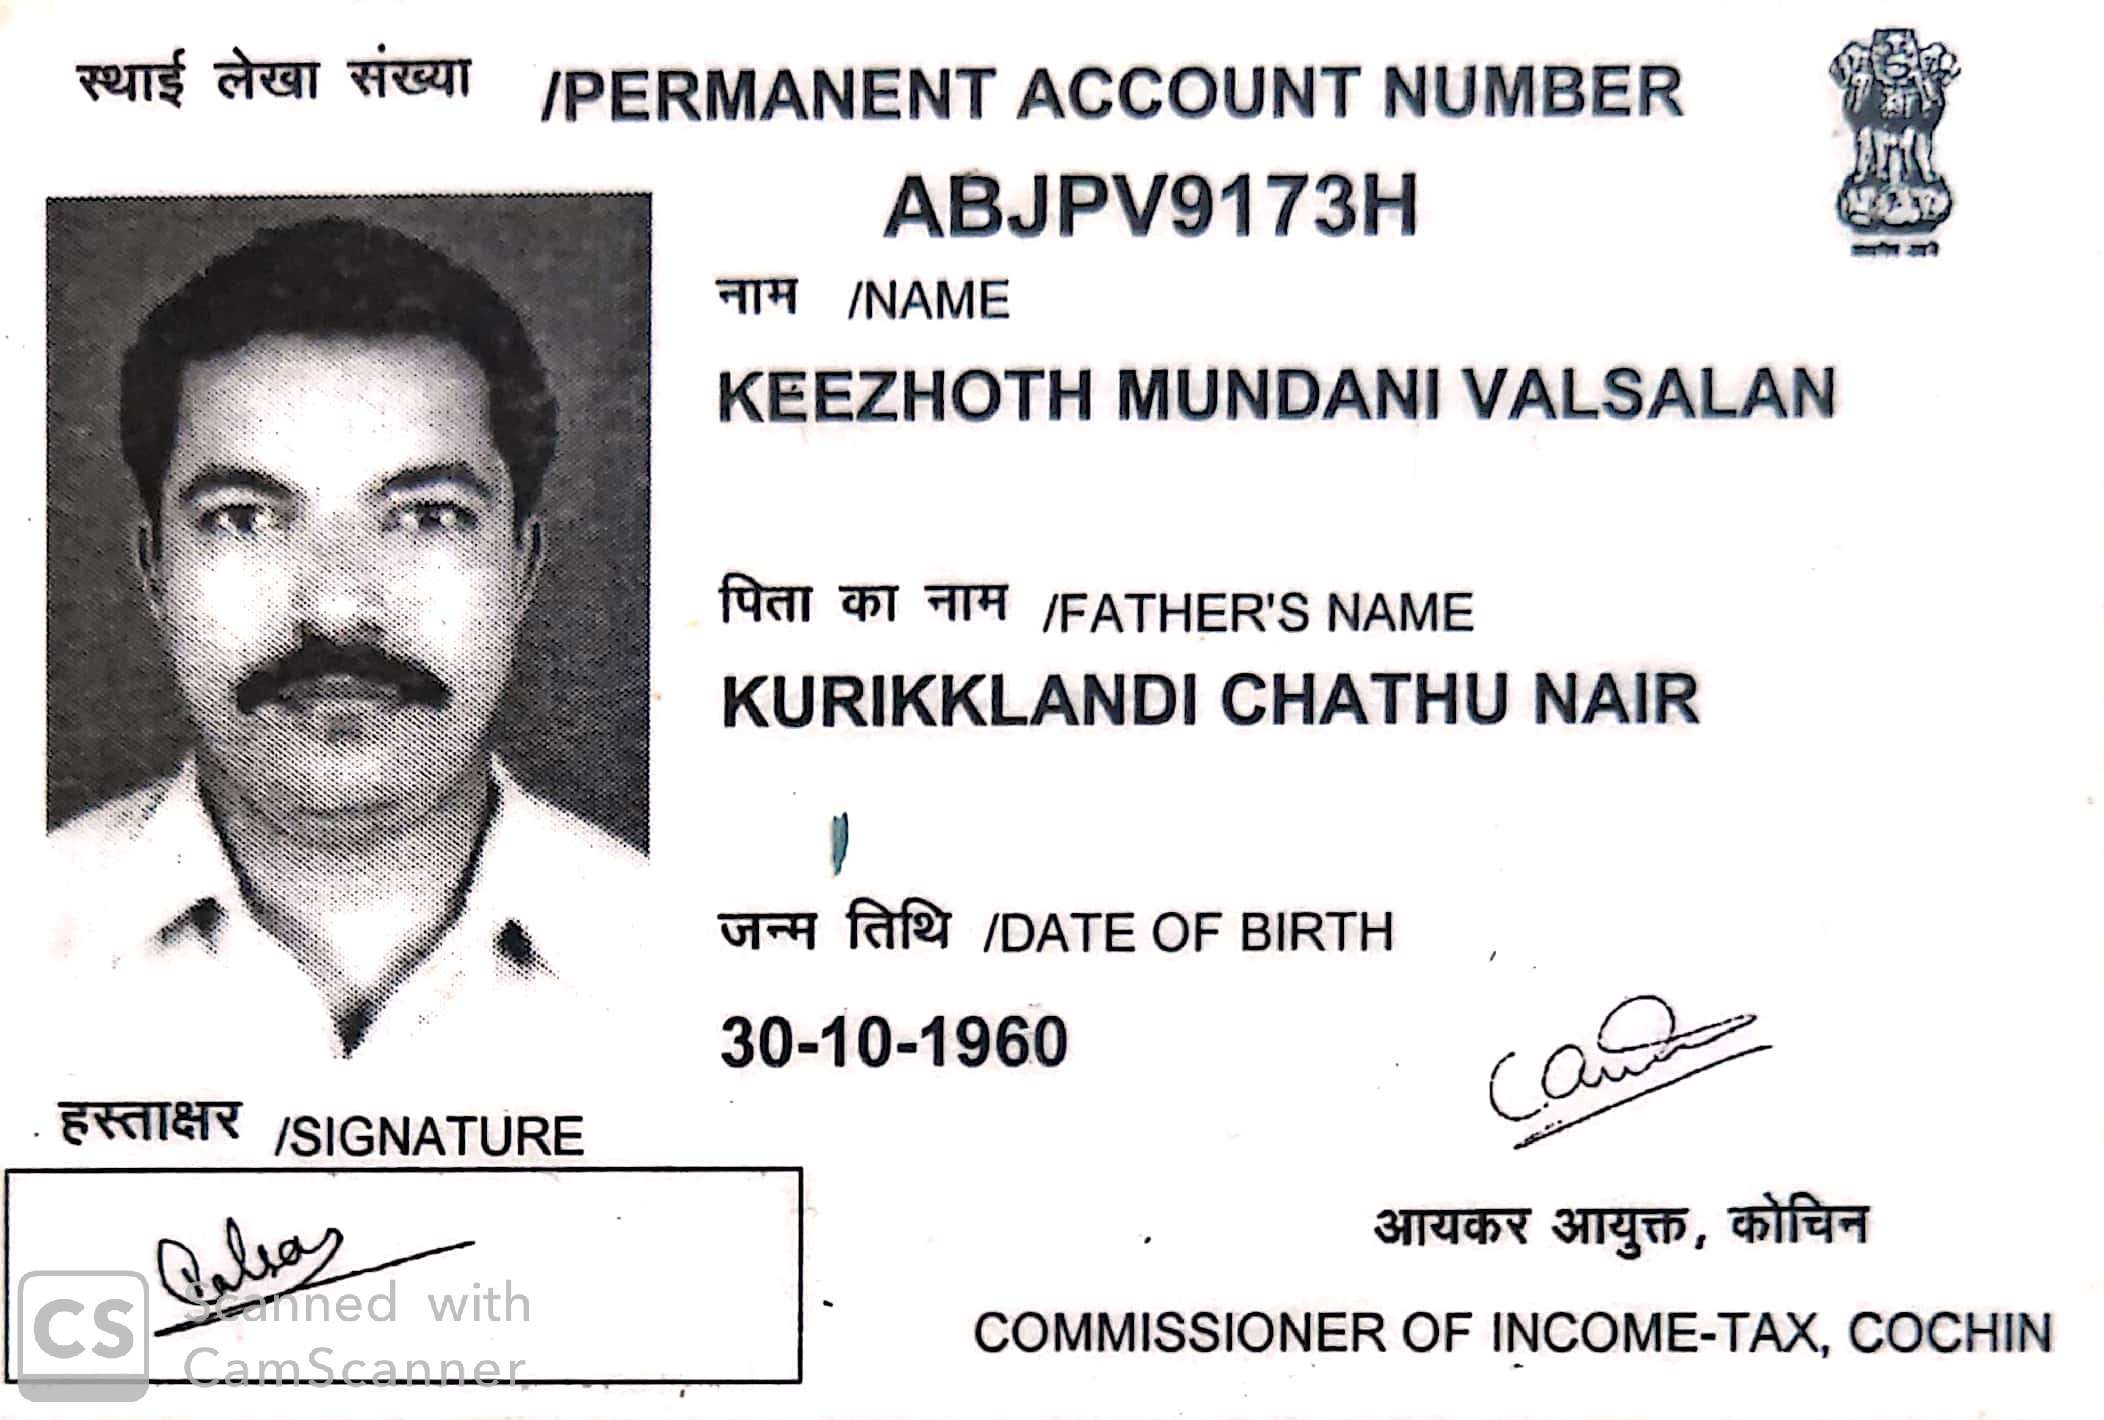 स्थाई लेखा संख्या /PERMANENT ACCOUNT NUMBER
ABJPV9173H
नाम /NAME
KEEZHOTH MUNDANI VALSALAN
पिता का नाम /FATHER'S NAME
KURIKKLANDI CHATHU NAIR
जन्म तिथि /DATE OF BIRTH
30-10-1960
हस्ताक्षर /SIGNATURE
आयकर आयुक्त, कोचिन
COMMISSIONER OF INCOME-TAX, COCHIN
CS Scanned with
CamScanner